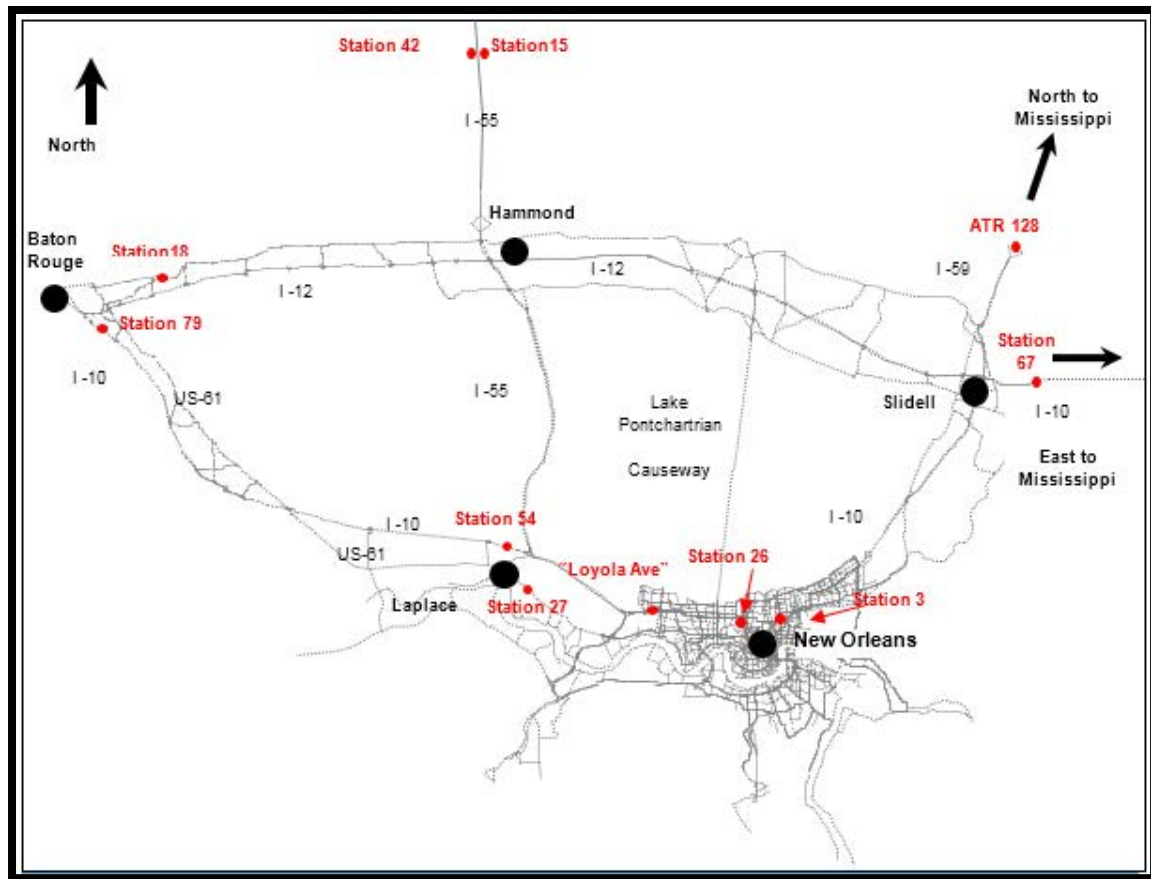 Station 42
Station15
North to
Mississippi
I -55
North
Hammond
ATR 128
Baton
Rouge
Station18
I -12
I -59
I -12
Station 79
Station
67
I -10
US-61
I -55
Lake
Pontchartrian
Slidell
I -10
Causeway
East to
Mississippi
Station 54
I -10
I -10
US-61
"Loyola Ave"
Station 26
Laplace
Station 27
Station 3
New Orleans